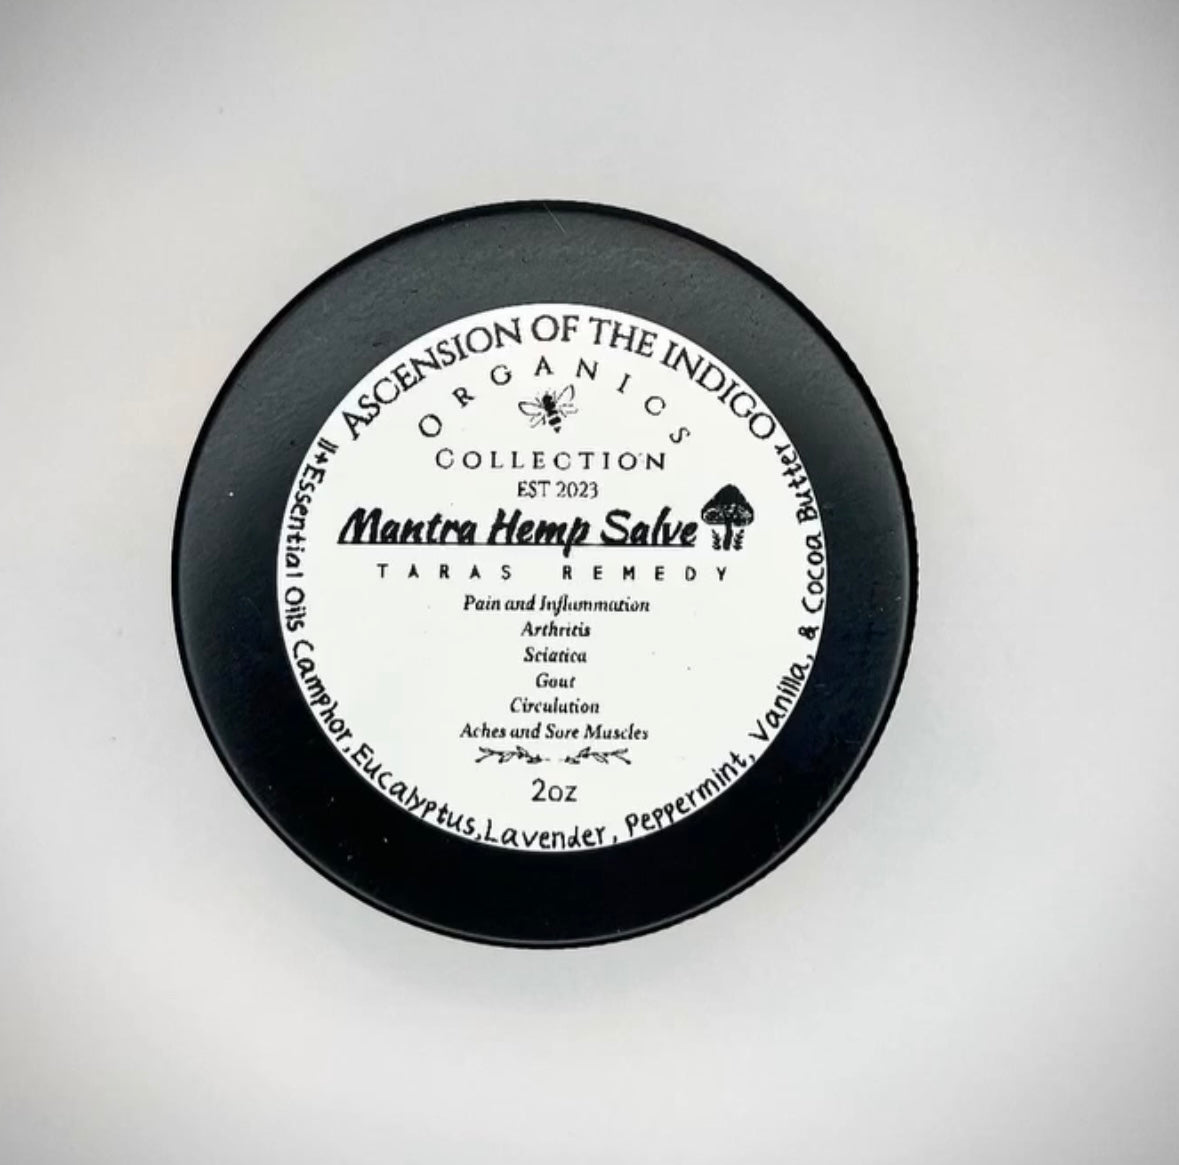 ASCENSION OF THE INDIGO
ORGANICS
COLLECTION
EST 2023
Mantra Hemp Salve
TARAS REMEDY
Pain and Inflammation
Arthritis
Sciatica
Gout
Circulation
Aches and Sore Muscles
2oz
11+Essential Oils Camphor, Eucalyptus, Lavender, Peppermint, Vanilla, & Cocoa Buttter